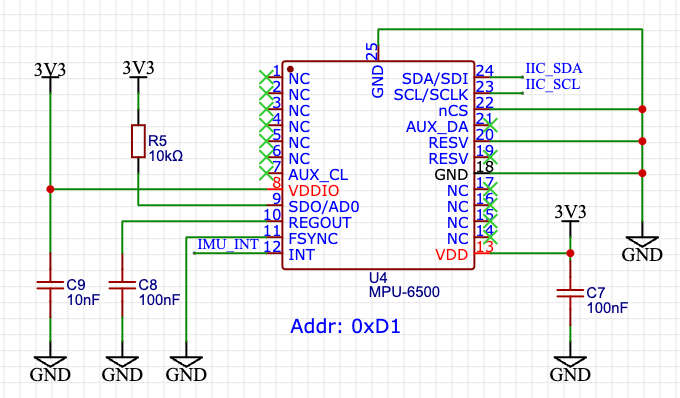 25
GND
3V3
3V3
1 NC
2 NC
3 NC
4 NC
5 NC
6 NC
7 AUX_CL
8 VDDIO
9 SDO/AD0
10 REGOUT
11 FSYNC
12 INT
IMU_INT
SDA/SDI 24 IIC_SDA
SCL/SCLK 23 IIC_SCL
nCS 22
AUX_DA 21
RESV 20
RESV 19
GND 18
NC 17
NC 16
NC 15
NC 14
VDD 13
R5
10kΩ
3V3
GND
U4
MPU-6500
C9
10nF
C8
100nF
C7
100nF
Addr: 0xD1
GND
GND
GND
GND